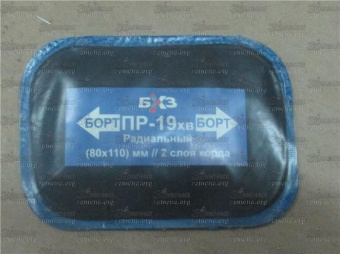 БХЗ
БОРТ ПР-19хв БОРТ
Радиальный
(80х110) мм // 2 слоя корда